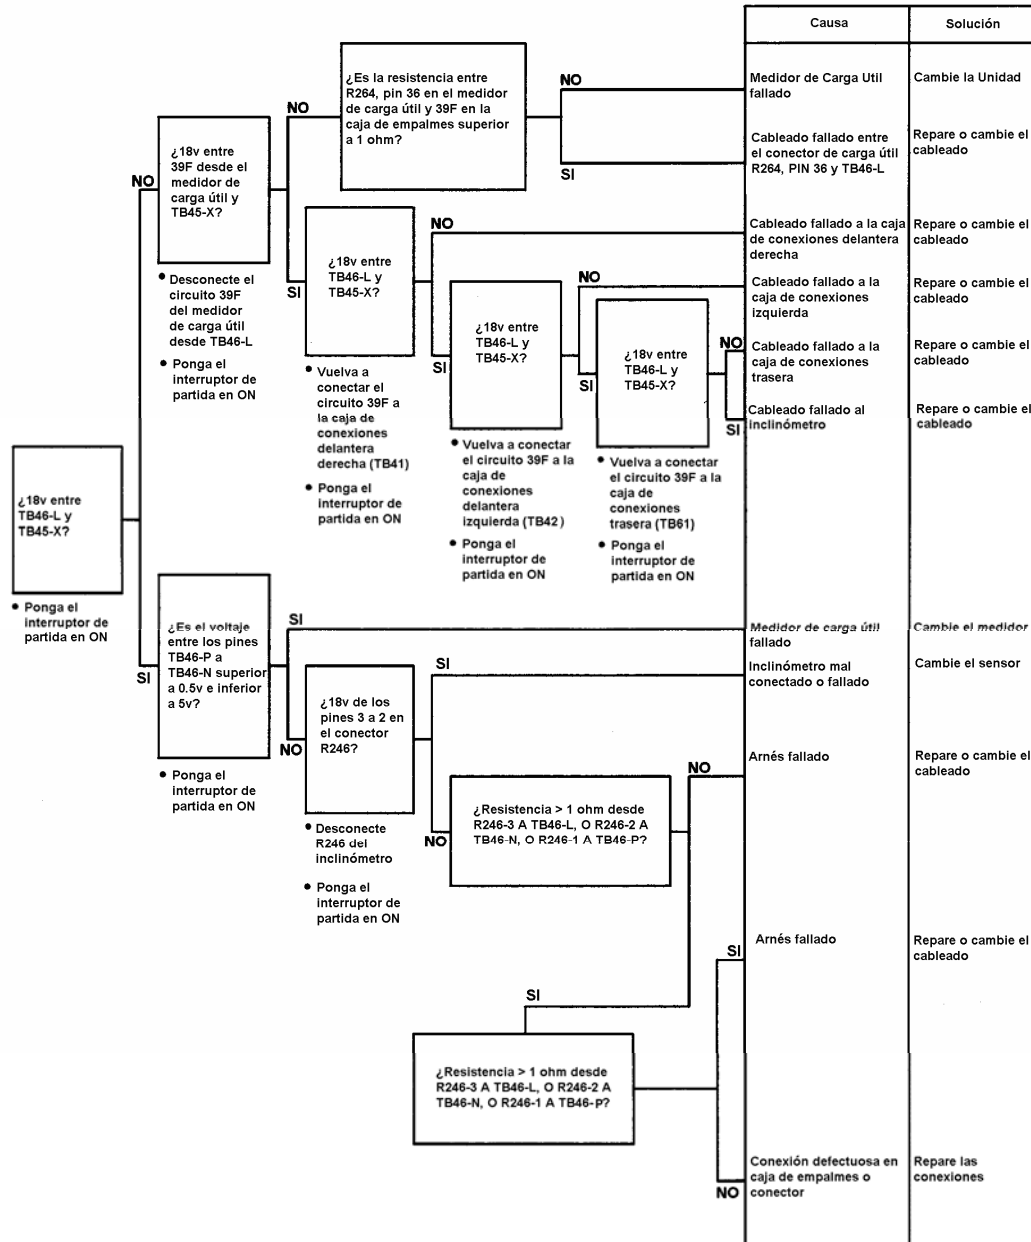 Causa
Solución
¿Es la resistencia entre
R264, pin 36 en el medidor
de carga útil y 39F en la
caja de empalmes superior
a 1 ohm?
NO
NO
Medidor de Carga Util
fallado
Cambie la Unidad
SI
Cableado fallado entre
el conector de carga útil
R264, PIN 36 y TB46-L
Repare o cambie el
cableado
¿18v entre
39F desde el
medidor de
carga útil y
TB45-X?
NO
• Desconecte el
circuito 39F
del medidor
de carga útil
desde TB46-L
• Ponga el
interruptor de
partida en ON
SI
¿18v entre
TB46-L y
TB45-X?
• Vuelva a
conectar el
circuito 39F a
la caja de
conexiones
delantera
derecha (TB41)
• Ponga el
interruptor de
partida en ON
NO
Cableado fallado a la caja
de conexiones delantera
derecha
Repare o cambie el
cableado
SI
¿18v entre
TB46-L y
TB45-X?
• Vuelva a conectar
el circuito 39F a la
caja de
conexiones
delantera
izquierda (TB42)
• Ponga el
interruptor de
partida en ON
NO
Cableado fallado a la
caja de conexiones
izquierda
Repare o cambie el
cableado
SI
¿18v entre
TB46-L y
TB45-X?
• Vuelva a conectar
el circuito 39F a la
caja de
conexiones
trasera (TB61)
• Ponga el
interruptor de
partida en ON
NO
Cableado fallado a la
caja de conexiones
trasera
Repare o cambie el
cableado
SI
Cableado fallado al
inclinómetro
Repare o cambie el
cableado
¿18v entre
TB46-L y
TB45-X?
• Ponga el
interruptor de
partida en ON
SI
¿Es el voltaje
entre los pines
TB46-P a
TB46-N superior
a 0.5v e inferior
a 5v?
• Ponga el
interruptor de
partida en ON
SI
Medidor de carga útil
fallado
Cambie el medidor
NO
¿18v de los
pines 3 a 2 en
el conector
R246?
• Desconecte
R246 del
inclinómetro
• Ponga el
interruptor de
partida en ON
SI
Inclinómetro mal
conectado o fallado
Cambie el sensor
NO
¿Resistencia > 1 ohm desde
R246-3 A TB46-L, O R246-2 A
TB46-N, O R246-1 A TB46-P?
NO
Arnés fallado
Repare o cambie el
cableado
SI
¿Resistencia > 1 ohm desde
R246-3 A TB46-L, O R246-2 A
TB46-N, O R246-1 A TB46-P?
SI
Arnés fallado
Repare o cambie el
cableado
NO
Conexión defectuosa en
caja de empalmes o
conector
Repare las
conexiones